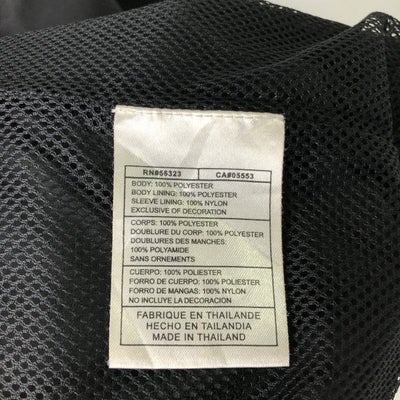 RN#56323 CA#05553
BODY: 100% POLYESTER
BODY LINING: 100% POLYESTER
SLEEVE LINING: 100% NYLON
EXCLUSIVE OF DECORATION
CORPS: 100% POLYESTER
DOUBLURE DU CORP: 100% POLYESTER
DOUBLURES DES MANCHES:
100% POLYAMIDE
SANS ORNEMENTS
CUERPO: 100% POLIESTER
FORRO DE CUERPO: 100% POLIESTER
FORRO DE MANGAS: 100% NYLON
NO INCLUYE LA DECORACION
FABRIQUE EN THAILANDE
HECHO EN TAILANDIA
MADE IN THAILAND